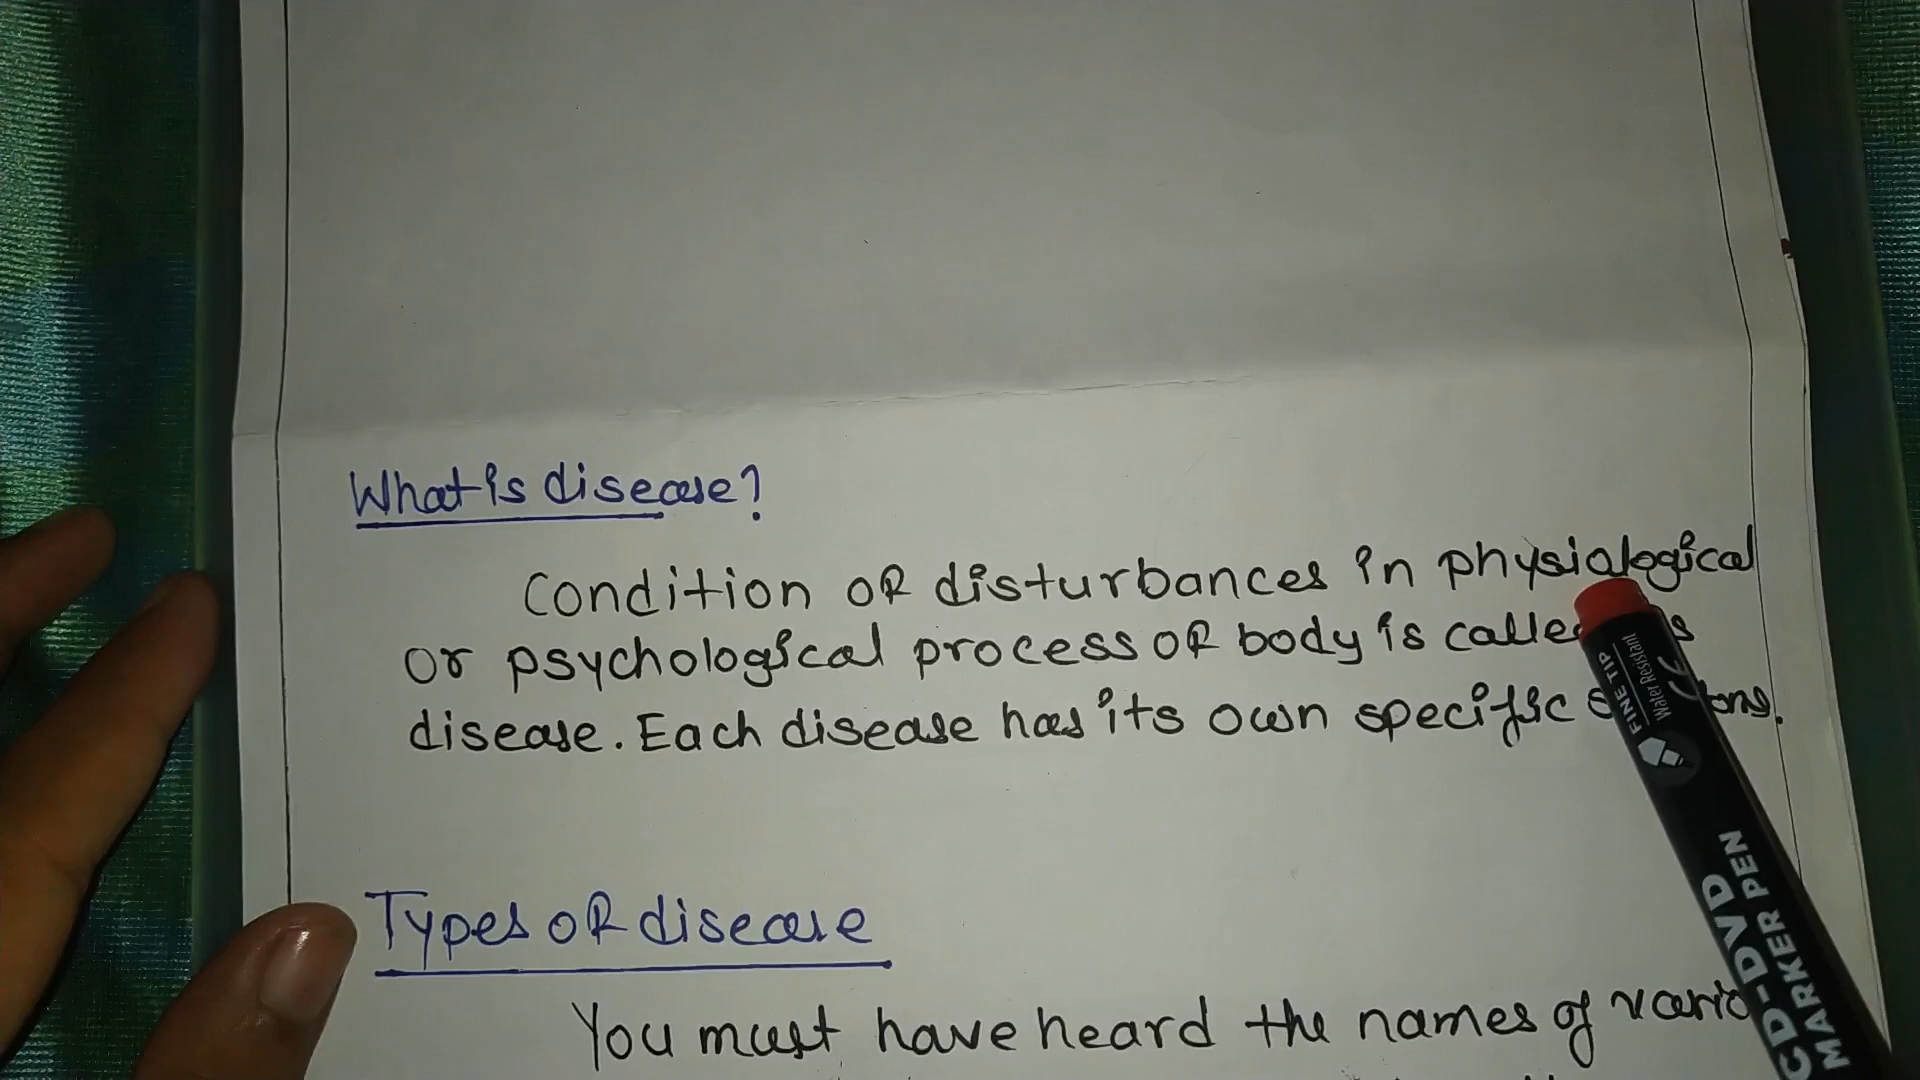 What is disease?
Condition of disturbances in physiological
or psychological process of body is called
disease. Each disease has its own specific
Types of disease
You must have heard the names of
FINE TIP
Water Resistant
CD-DVD
MARKER PEN